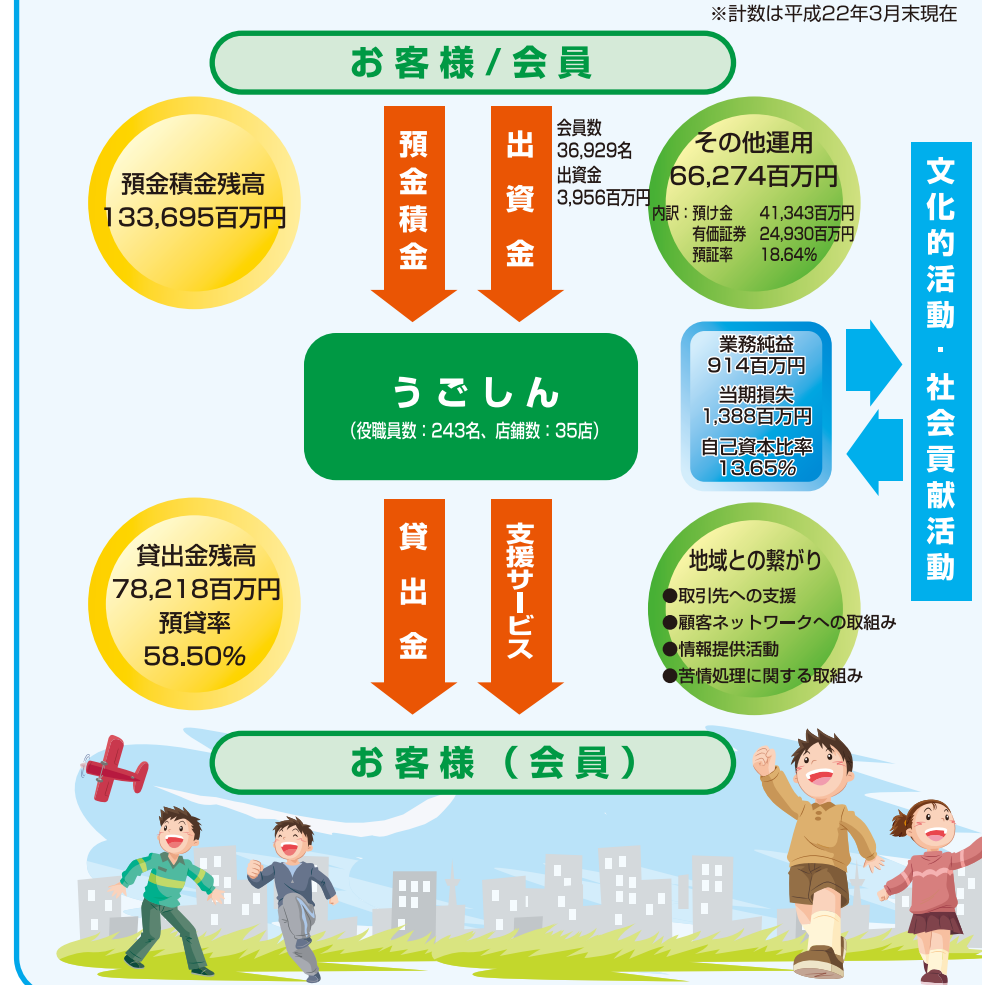 ※計数は平成22年3月末現在
お客様/会員
預金積金残高
133,695百万円
預金積金
出資金
会員数
36,929名
出資金
3,956百万円
その他運用
66,274百万円
内訳：預け金 41,343百万円
有価証券 24,930百万円
預証率 18.64%
文化的活動・社会貢献活動
うごしん
（役職員数：243名、店鋪数：35店）
業務純益
914百万円
当期損失
1,388百万円
自己資本比率
13.65%
貸出金残高
78,218百万円
預貸率
58.50%
貸出金
支援サービス
地域との繋がり
●取引先への支援
●顧客ネットワークへの取組み
●情報提供活動
●苦情処理に関する取組み
お客様（会員）